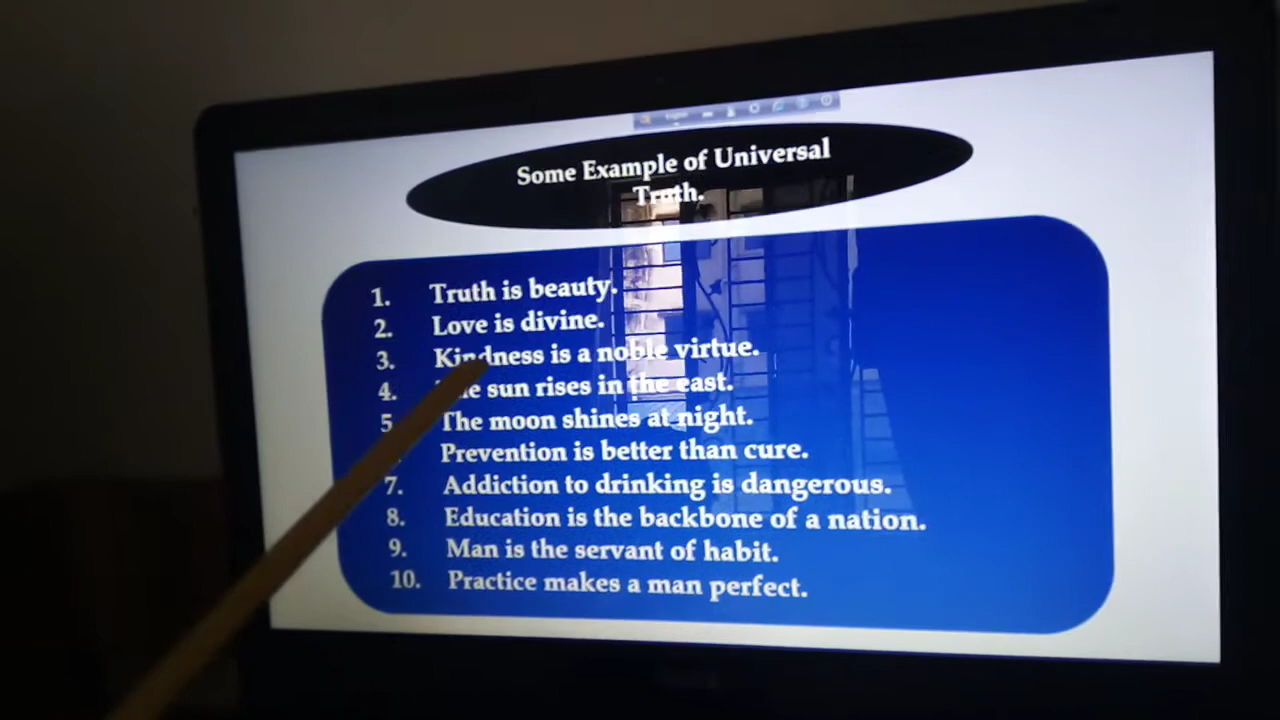 Some Example of Universal
Truth.
1. Truth is beauty.
2. Love is divine.
3. Kindness is a noble virtue.
4. The sun rises in the east.
5. The moon shines at night.
Prevention is better than cure.
7. Addiction to drinking is dangerous.
8. Education is the backbone of a nation.
9. Man is the servant of habit.
10. Practice makes a man perfect.